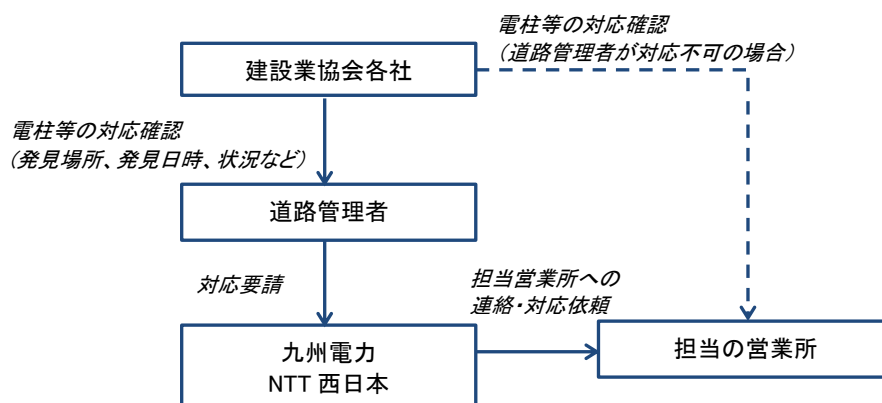 電柱等の対応確認
（道路管理者が対応不可の場合）
建設業協会各社
電柱等の対応確認
（発見場所、発見日時、状況など）
道路管理者
対応要請
担当営業所への
連絡・対応依頼
九州電力
NTT 西日本
担当の営業所